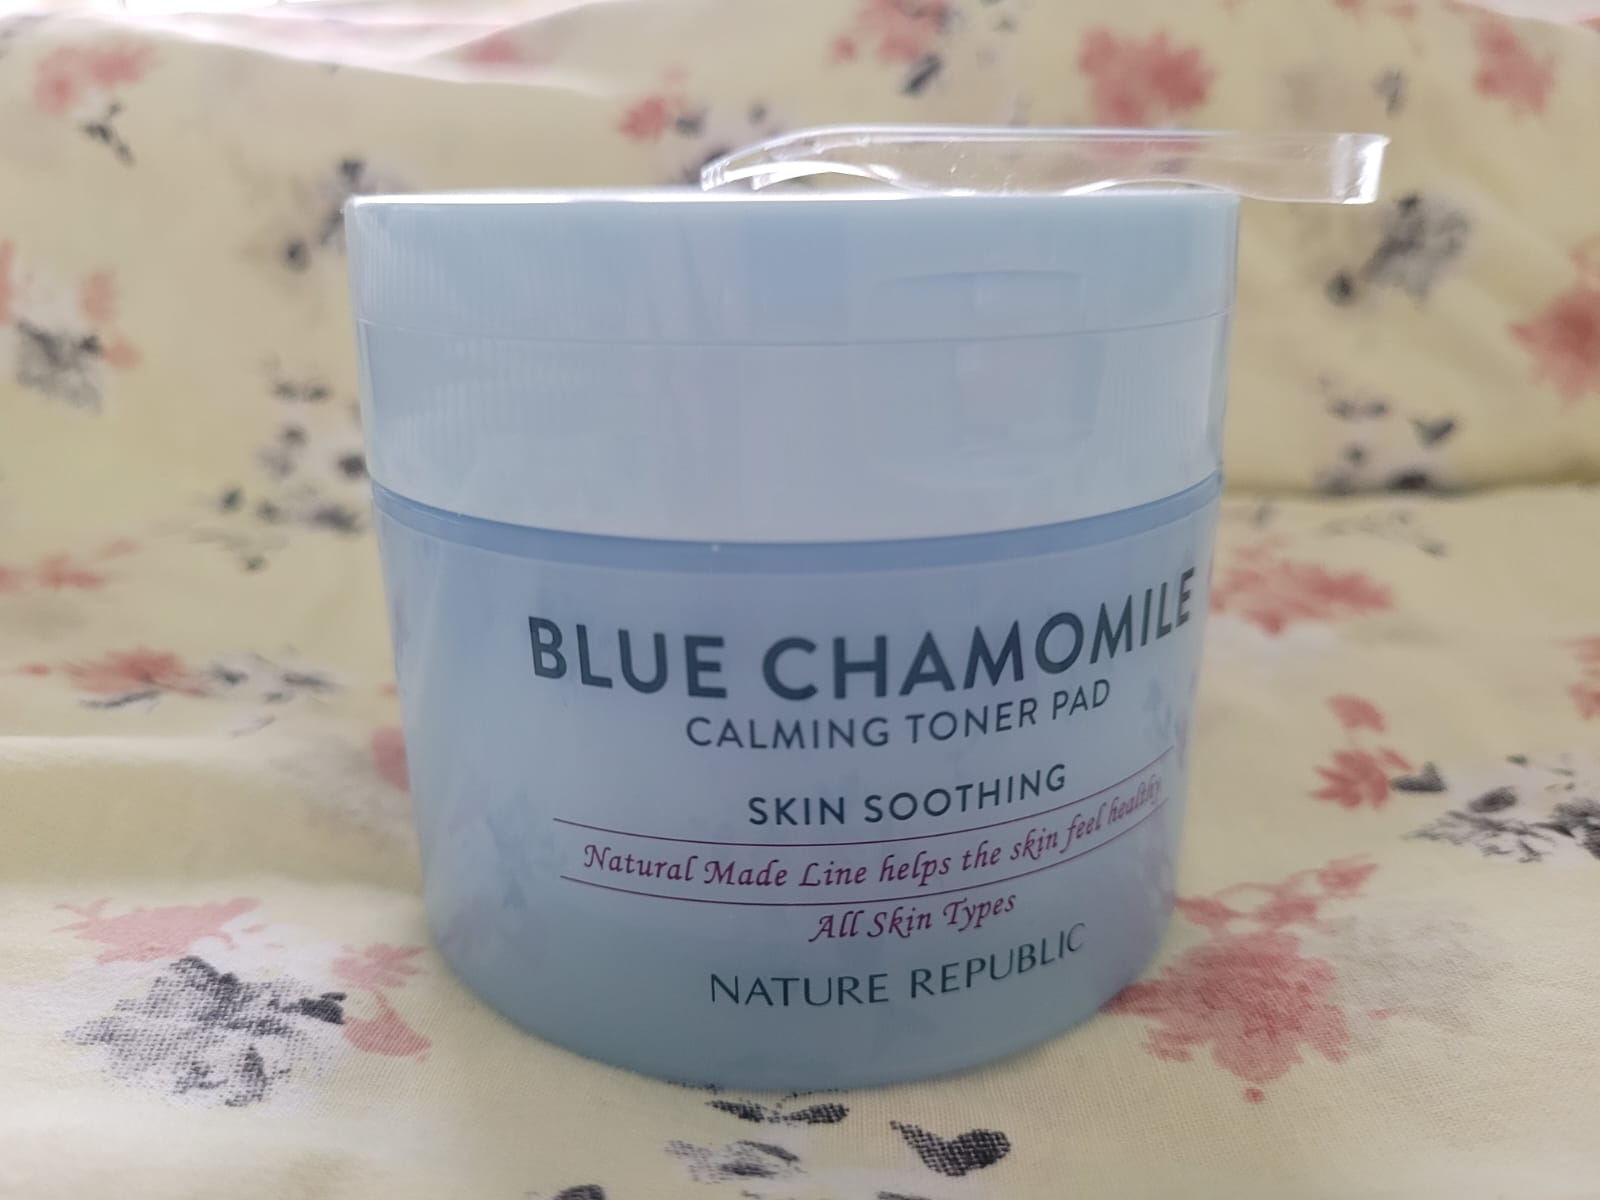 BLUE CHAMOMILE
CALMING TONER PAD
SKIN SOOTHING
Natural Made Line helps the skin feel healthy
All Skin Types
NATURE REPUBLIC